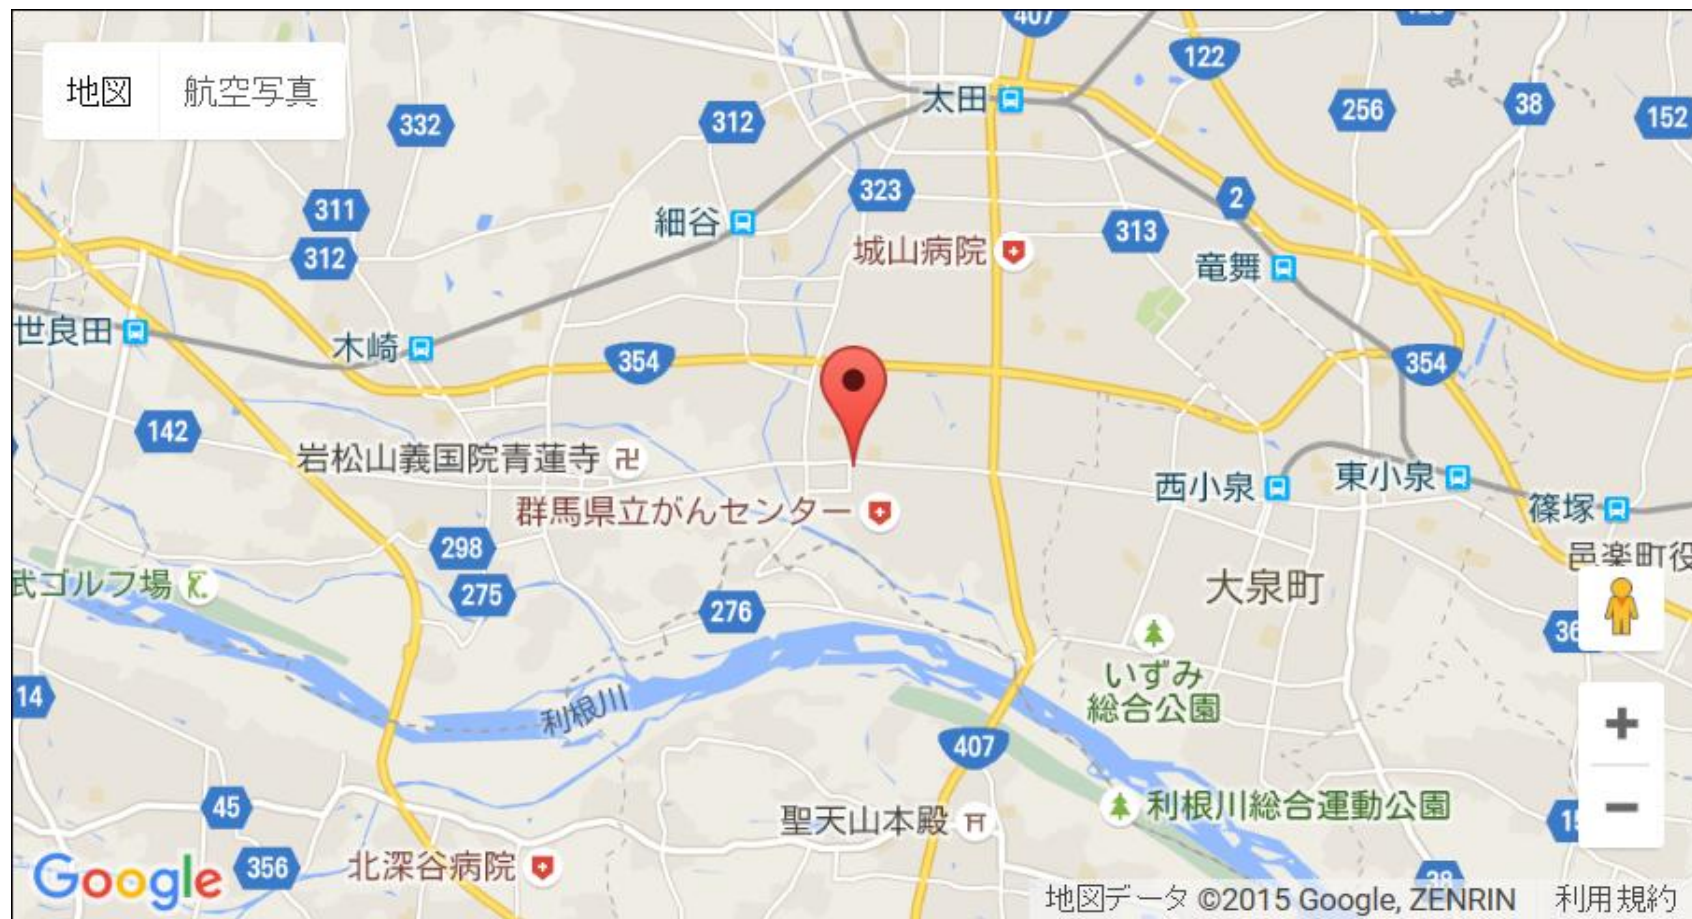 407
122
地図
航空写真
太田
332
312
256
38
152
323
2
311
細谷
313
312
城山病院
竜舞
世良田
木崎
354
354
142
岩松山義国院青蓮寺
西小泉
東小泉
群馬県立がんセンター
篠塚
298
邑楽町役
武ゴルフ場
275
大泉町
276
いずみ
総合公園
14
利根川
407
45
聖天山本殿
利根川総合運動公園
356
北深谷病院
38
Google
地図データ ©2015 Google, ZENRIN
利用規約